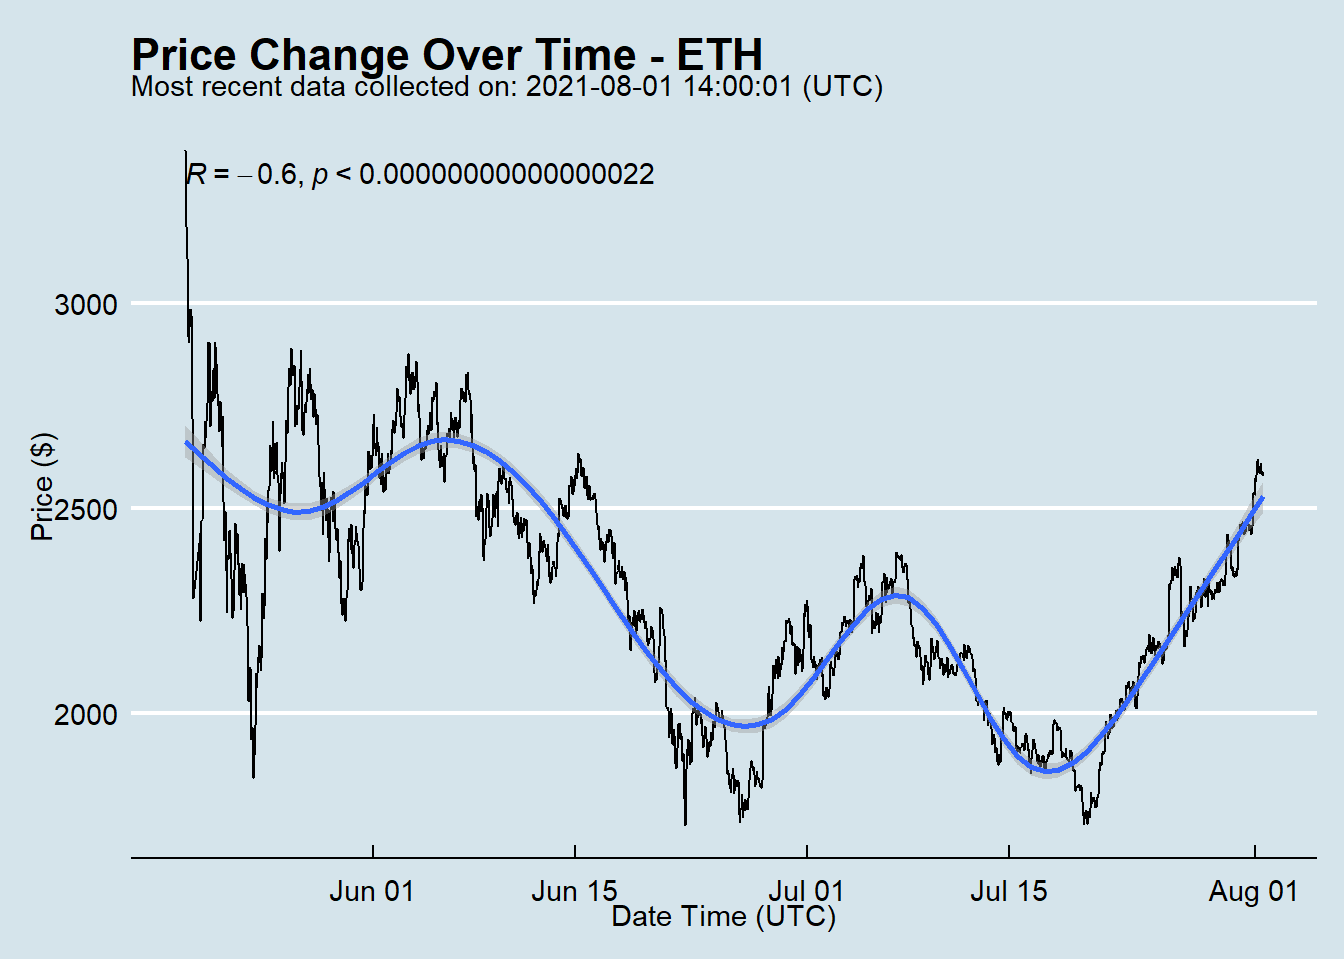 Price Change Over Time - ETH
Most recent data collected on: 2021-08-01 14:00:01 (UTC)
R = −0.6, p < 0.00000000000000022
3000
2500
2000
Price ($)
Jun 01
Jun 15
Jul 01
Jul 15
Aug 01
Date Time (UTC)